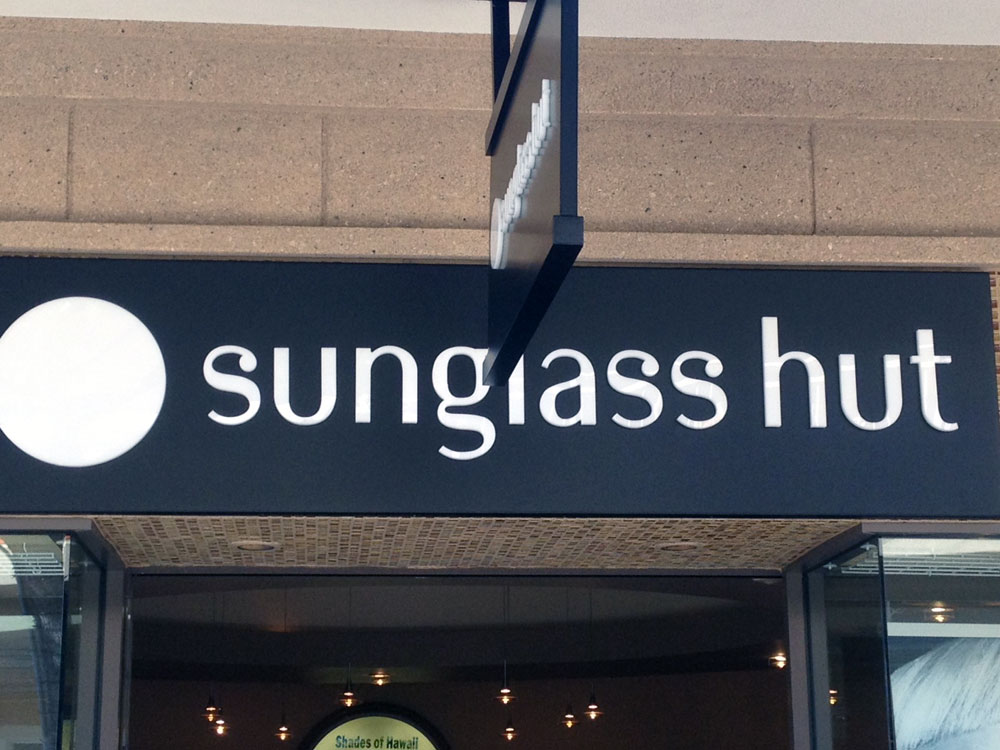 sunglass hut
Shades of Hawaii